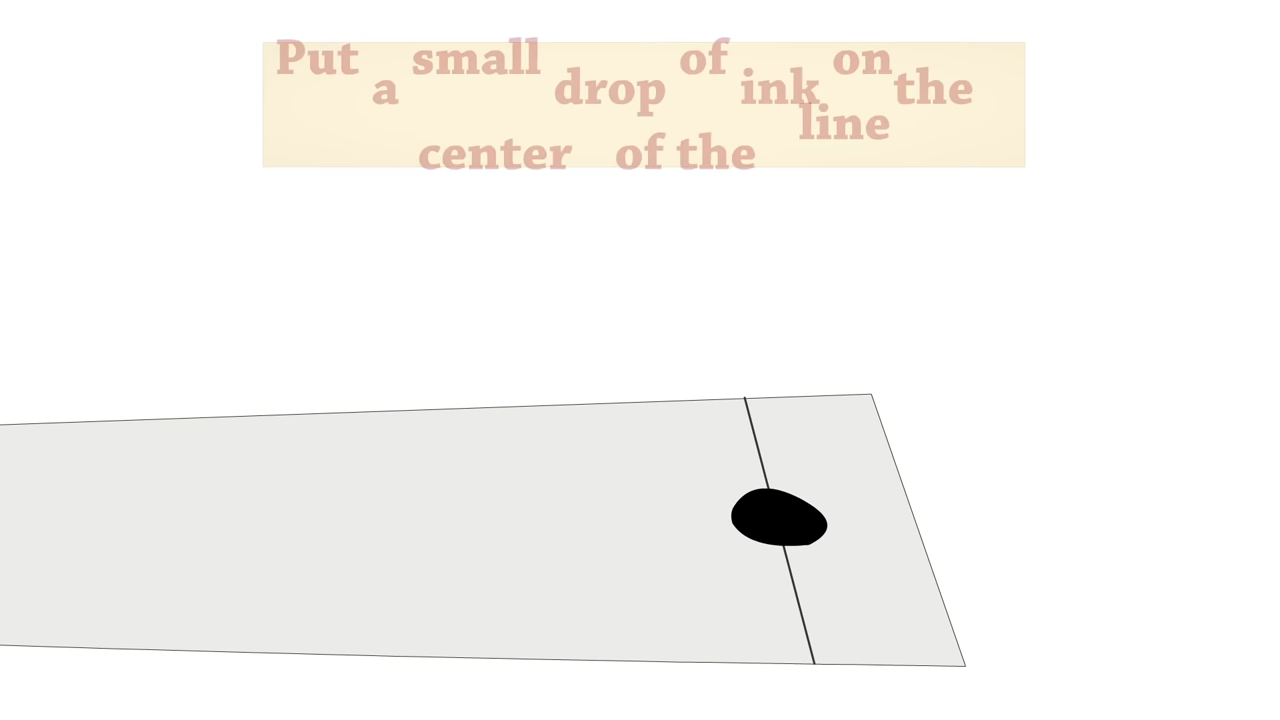 Put a small drop of ink on the
center of the line